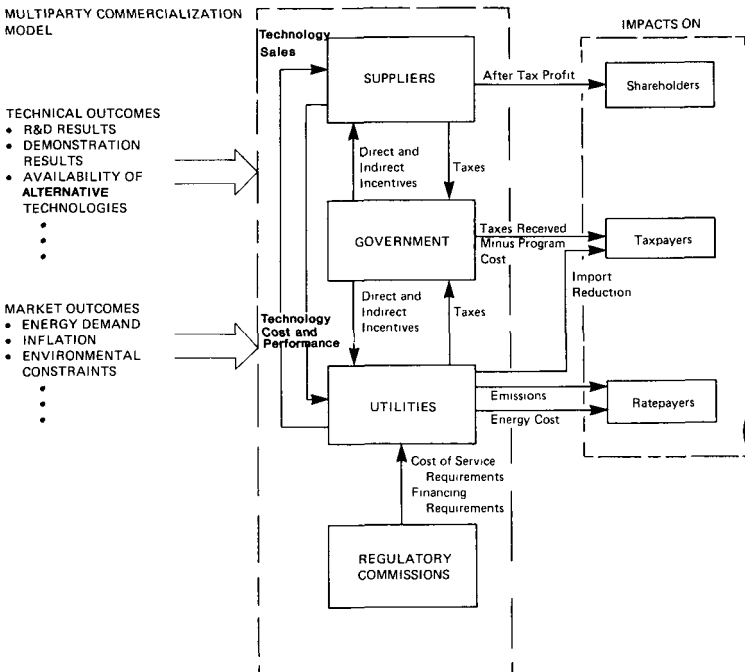 MULTIPARTY COMMERCIALIZATION
MODEL
TECHNICAL OUTCOMES
• R&D RESULTS
• DEMONSTRATION
RESULTS
• AVAILABILITY OF
ALTERNATIVE
TECHNOLOGIES
•
•
•
MARKET OUTCOMES
• ENERGY DEMAND
• INFLATION
• ENVIRONMENTAL
CONSTRAINTS
•
•
•
Technology
Sales
SUPPLIERS
After Tax Profit
Direct and
Indirect
Incentives
Taxes
GOVERNMENT
Taxes Received
Minus Program
Cost
Direct and
Indirect
Incentives
Taxes
Technology
Cost and
Performance
Import
Reduction
UTILITIES
Emissions
Energy Cost
Cost of Service
Requirements
Financing
Requirements
REGULATORY
COMMISSIONS
IMPACTS ON
Shareholders
Taxpayers
Ratepayers